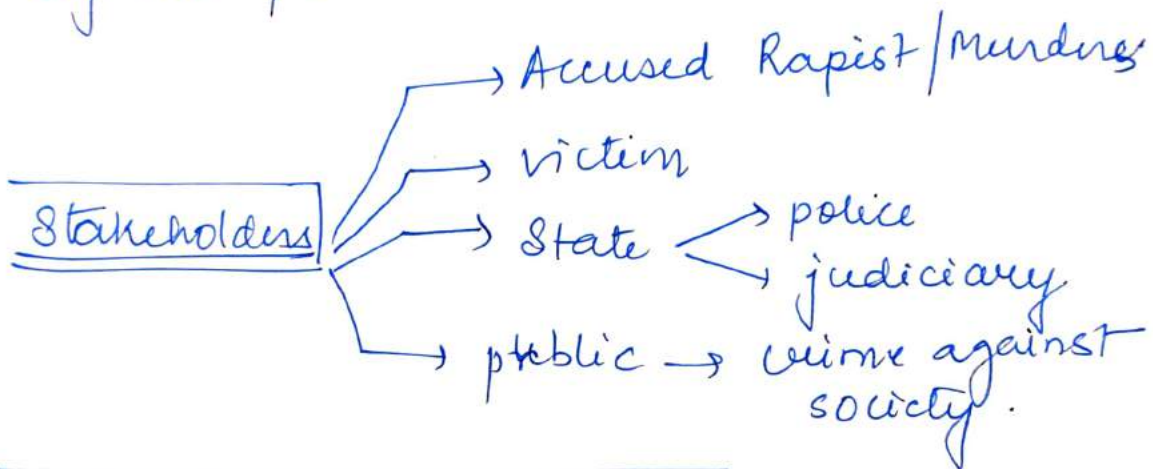 Accused Rapist/Murderer
victim
Stakeholders
State
police
judiciary
public → crime against
society.